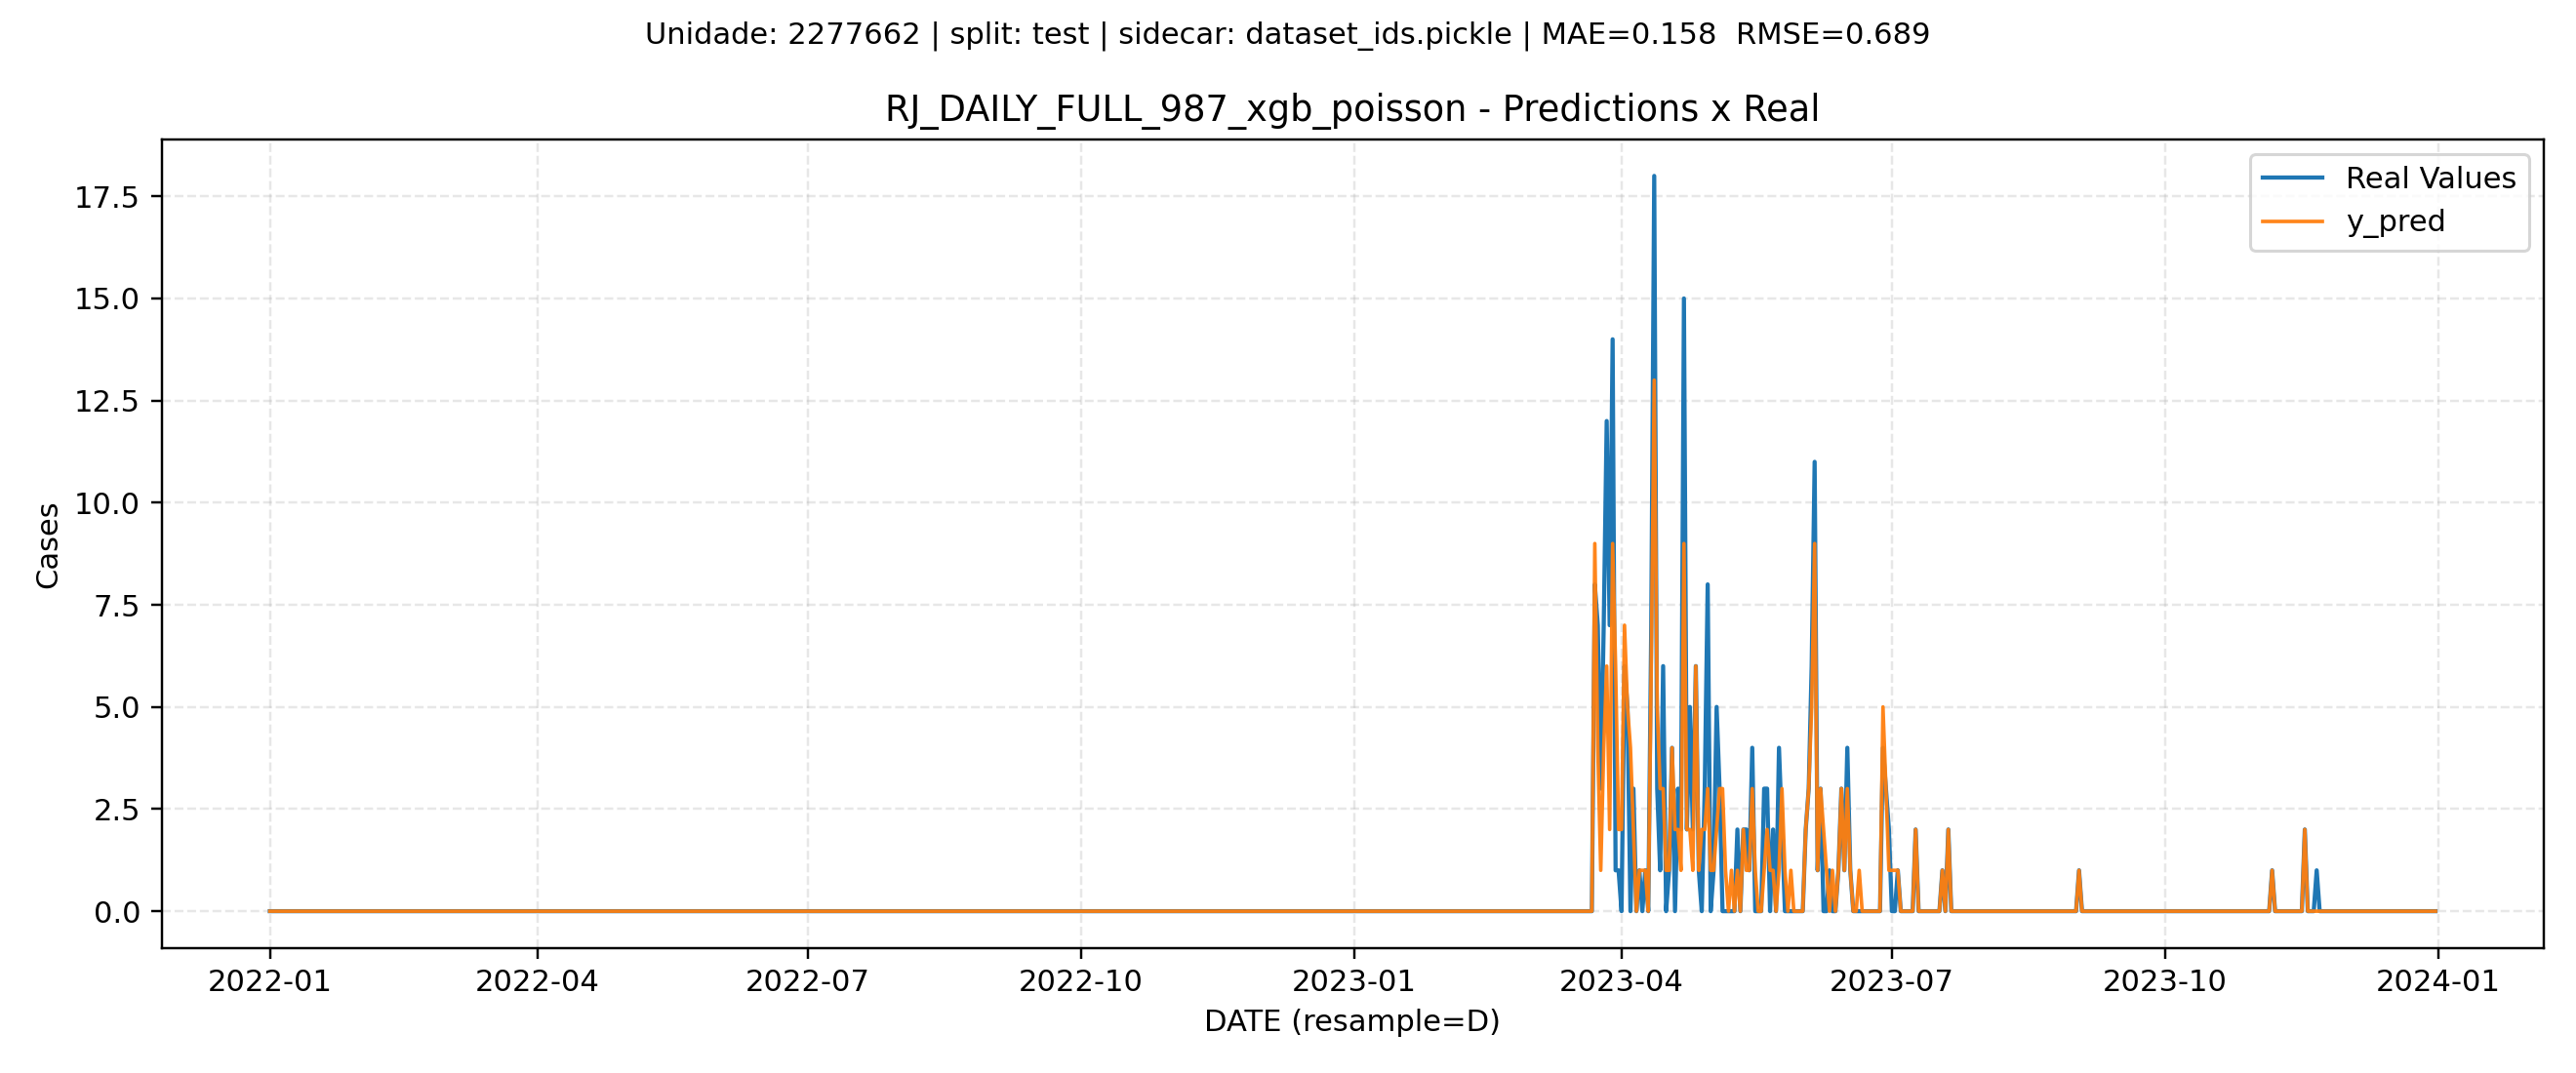 Unidade: 2277662 | split: test | sidecar: dataset_ids.pickle | MAE=0.158  RMSE=0.689
RJ_DAILY_FULL_987_xgb_poisson - Predictions x Real
Real Values
y_pred
17.5
15.0
12.5
10.0
7.5
5.0
2.5
0.0
Cases
2022-01 2022-04 2022-07 2022-10 2023-01 2023-04 2023-07 2023-10 2024-01
DATE (resample=D)